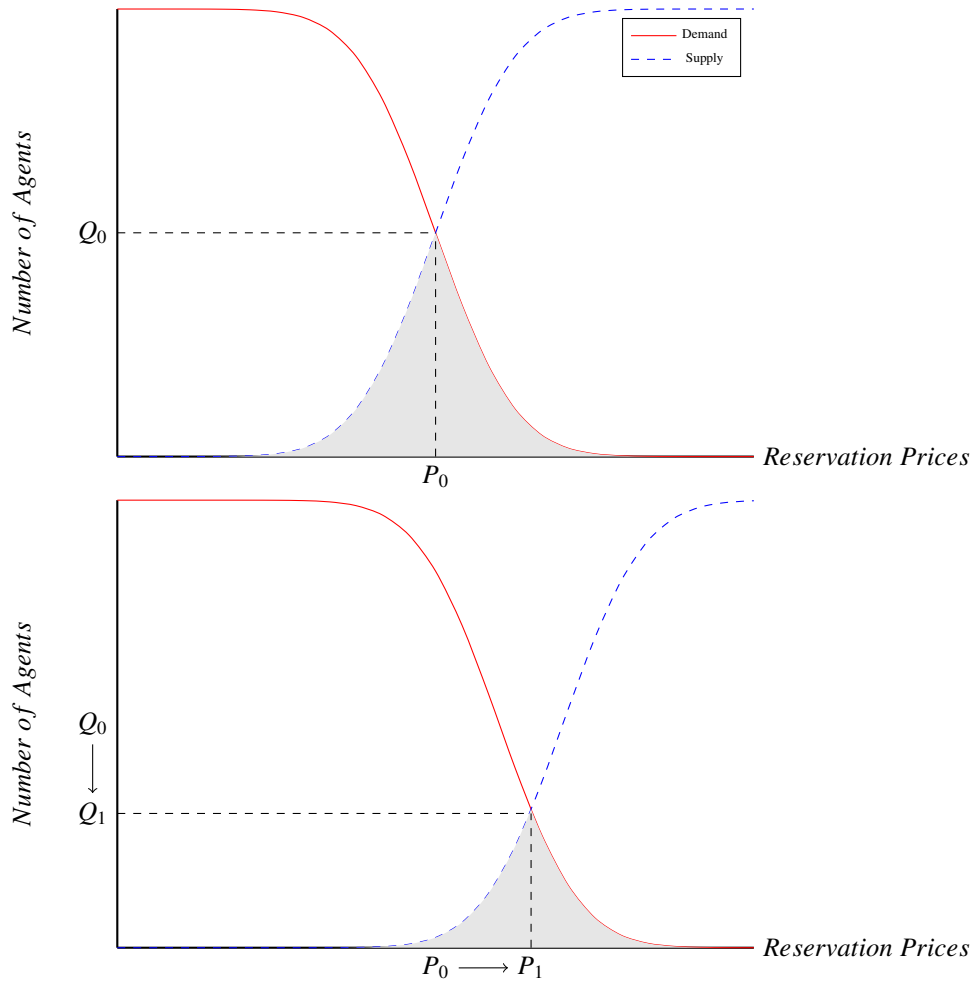 Demand
Supply
Number of Agents
Q0
P0
Reservation Prices
Number of Agents
Q0
Q1
P0 ⟶ P1
Reservation Prices